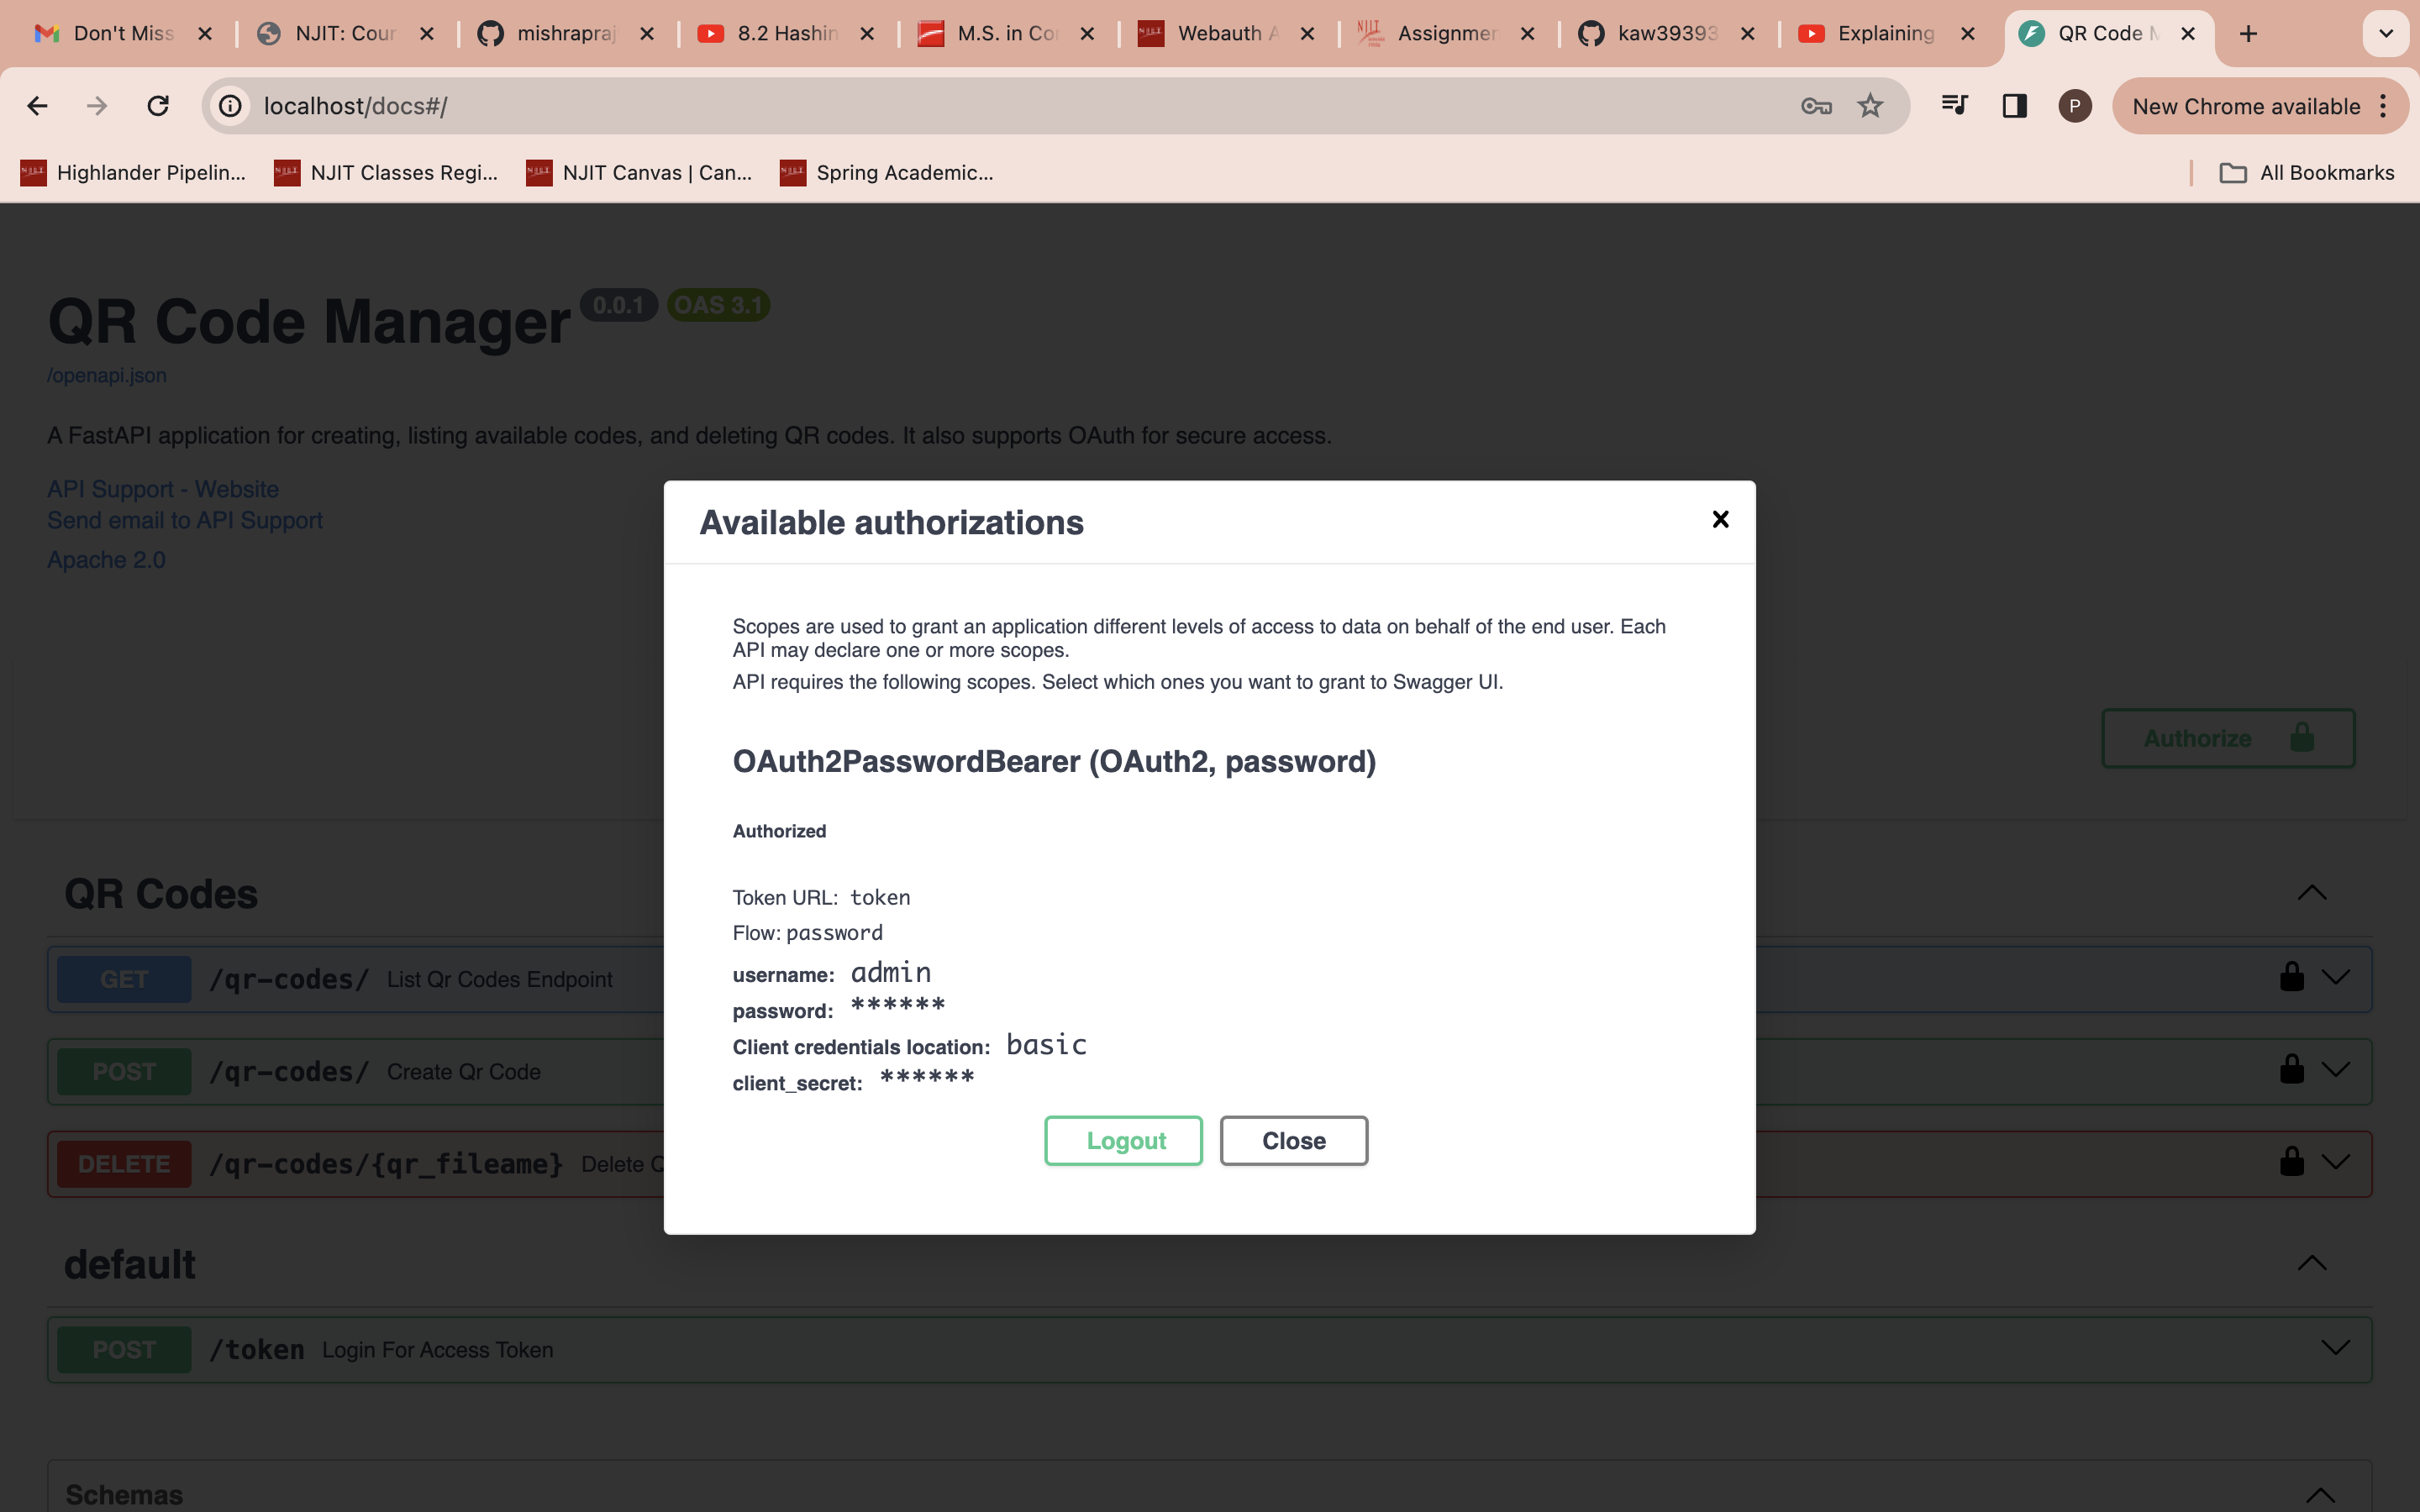 Don't Miss
NJIT: Cour
mishrapraj
8.2 Hashin
M.S. in Co
Webauth A
Assignmen
kaw39393
Explaining
QR Code M
localhost/docs#/
P
New Chrome available
Highlander Pipelin...
NJIT Classes Regi...
NJIT Canvas | Can...
Spring Academic...
All Bookmarks
QR Code Manager 0.0.1 OAS 3.1
/openapi.json
A FastAPI application for creating, listing available codes, and deleting QR codes. It also supports OAuth for secure access.
API Support - Website
Send email to API Support
Apache 2.0
Authorize
Available authorizations
Scopes are used to grant an application different levels of access to data on behalf of the end user. Each
API may declare one or more scopes.
API requires the following scopes. Select which ones you want to grant to Swagger UI.
OAuth2PasswordBearer (OAuth2, password)
Authorized
Token URL: token
Flow: password
username: admin
password: ******
Client credentials location: basic
client_secret: ******
Logout
Close
QR Codes
GET /qr-codes/ List Qr Codes Endpoint
POST /qr-codes/ Create Qr Code
DELETE /qr-codes/{qr_fileame} Delete Q
default
POST /token Login For Access Token
Schemas